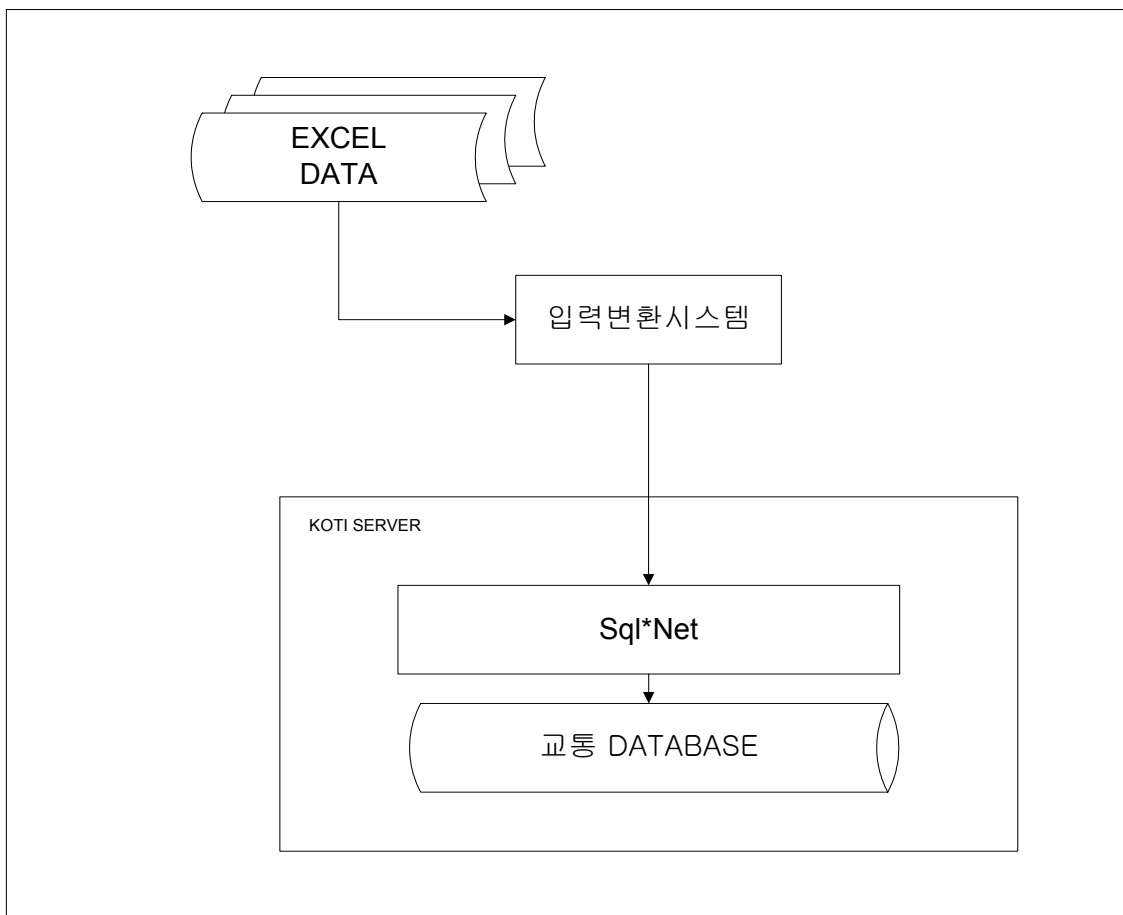 EXCEL
DATA
입력변환시스템
KOTI SERVER
Sql*Net
교통 DATABASE